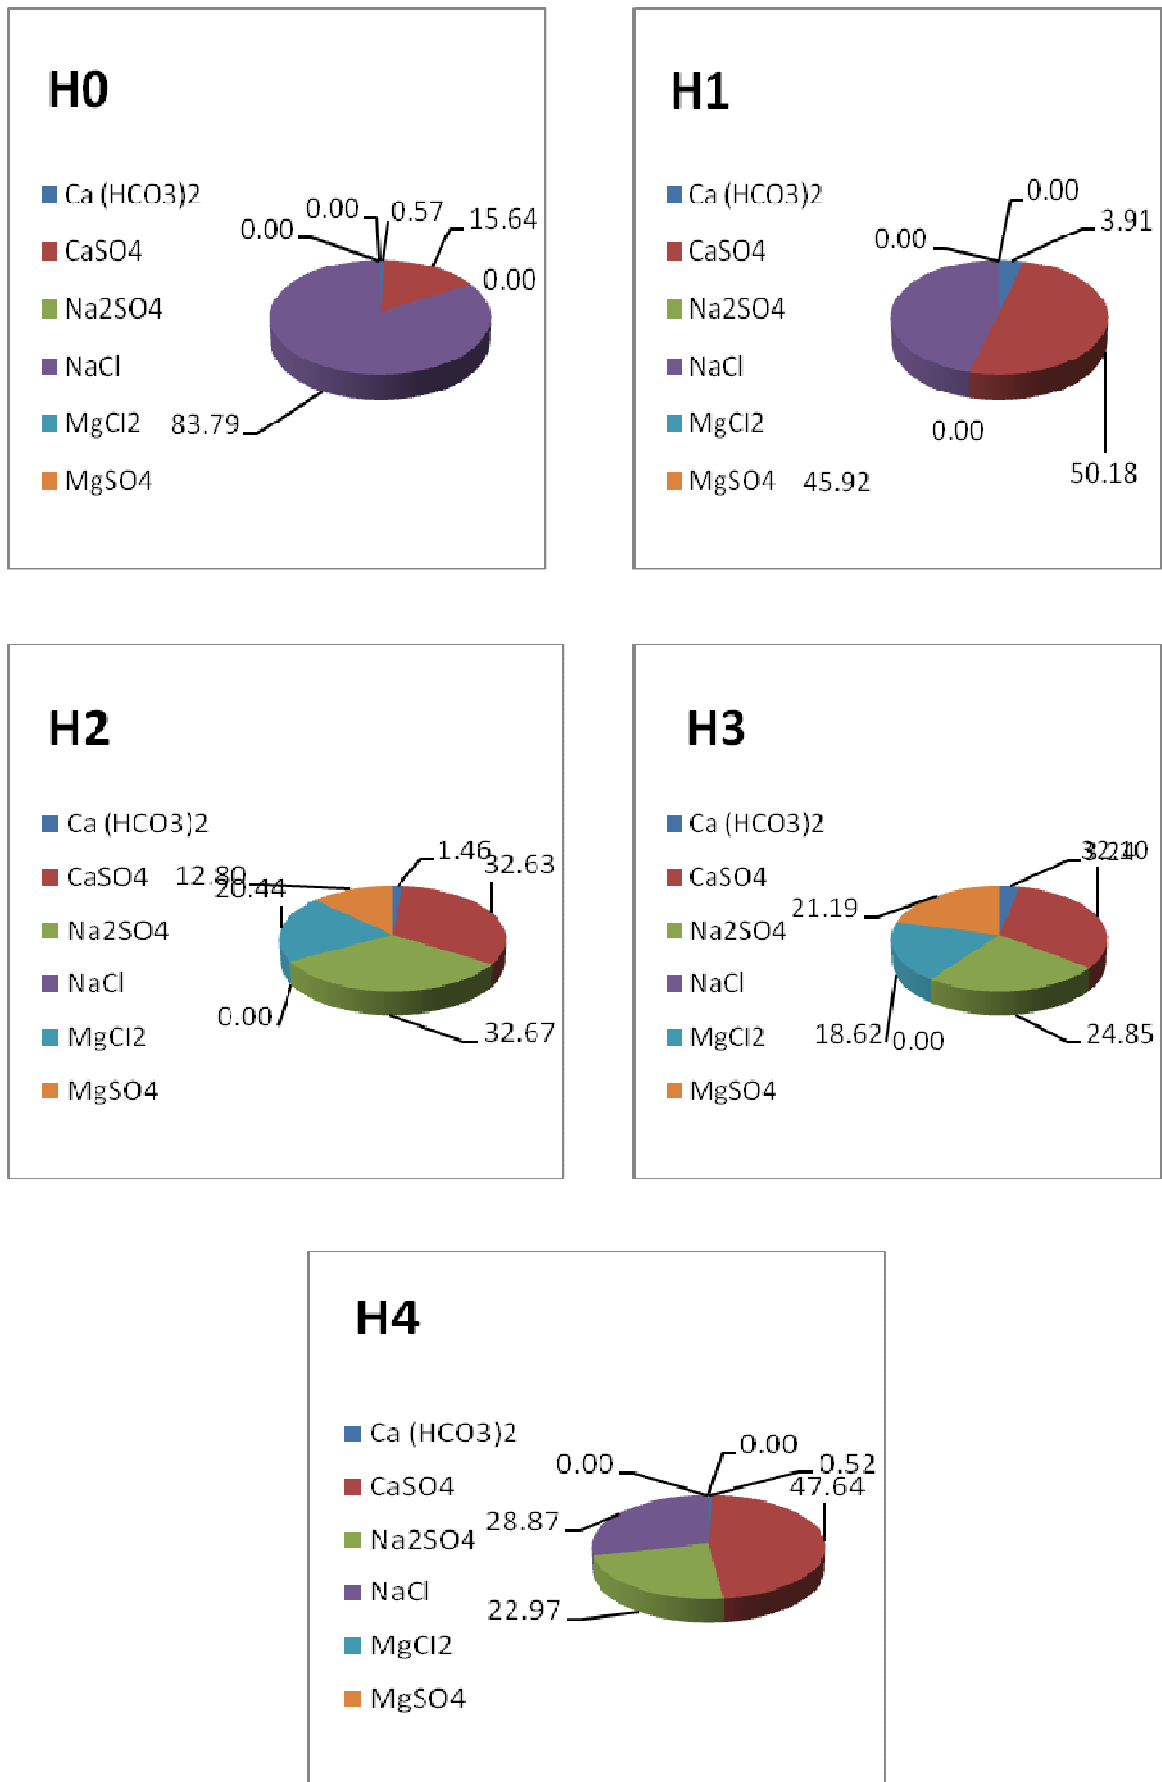 H0
Ca (HCO3)2
CaSO4
Na2SO4
NaCl
MgCl2
MgSO4
0.00
0.00
0.57
15.64
0.00
83.79
H1
Ca (HCO3)2
CaSO4
Na2SO4
NaCl
MgCl2
MgSO4
0.00
0.00
3.91
50.18
0.00
45.92
H2
Ca (HCO3)2
CaSO4
Na2SO4
NaCl
MgCl2
MgSO4
1.46
32.63
12.80
20.44
0.00
32.67
H3
Ca (HCO3)2
CaSO4
Na2SO4
NaCl
MgCl2
MgSO4
21.19
18.62
0.00
24.85
H4
Ca (HCO3)2
CaSO4
Na2SO4
NaCl
MgCl2
MgSO4
0.00
0.00
0.52
47.64
28.87
22.97